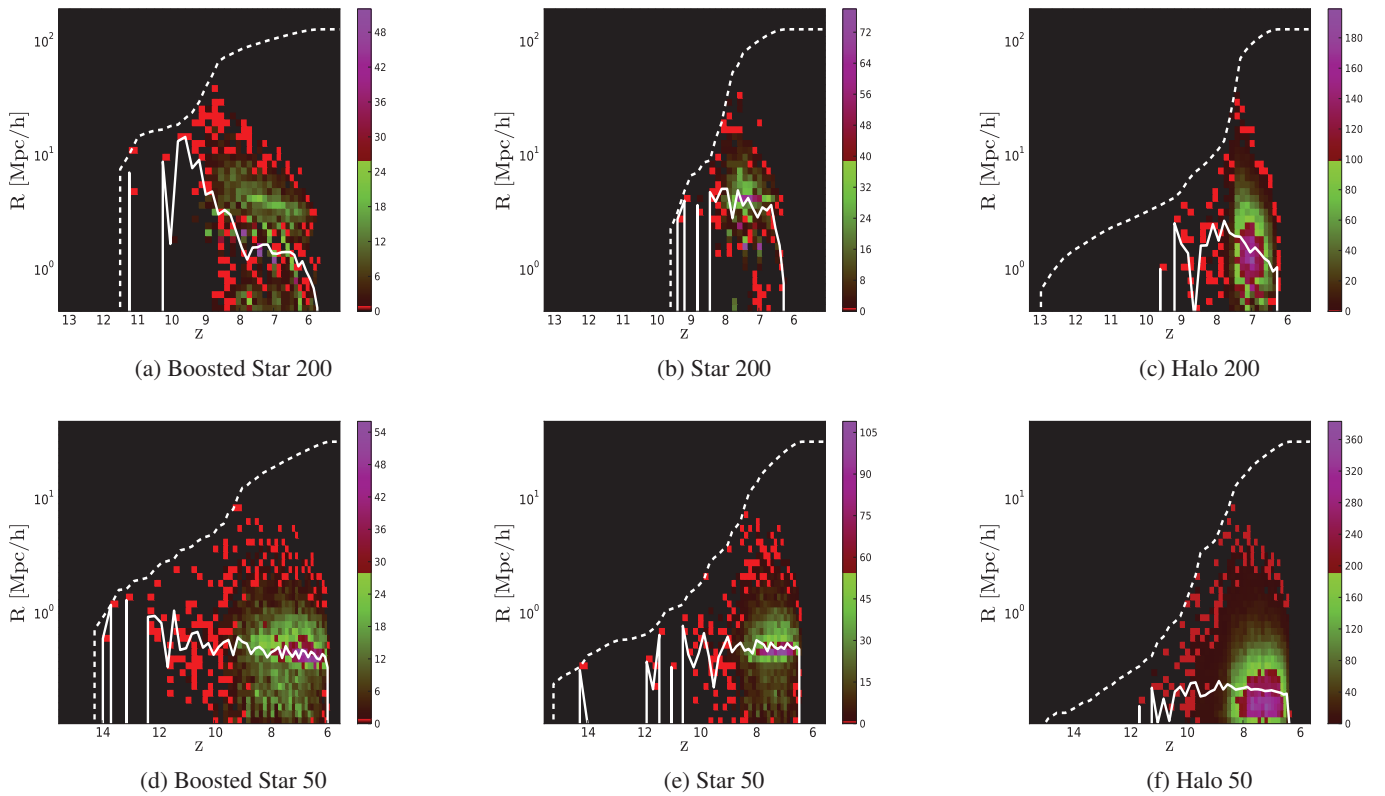 10² 10¹ 10⁰
R [Mpc/h]
13 12 11 10 9 8 7 6
z
48 42 36 30 24 18 12 6 0
(a) Boosted Star 200
10² 10¹ 10⁰
R [Mpc/h]
13 12 11 10 9 8 7 6
z
72 64 56 48 40 32 24 16 8 0
(b) Star 200
10² 10¹ 10⁰
R [Mpc/h]
13 12 11 10 9 8 7 6
z
180 160 140 120 100 80 60 40 20 0
(c) Halo 200
10¹ 10⁰
R [Mpc/h]
14 12 10 8 6
z
54 48 42 36 30 24 18 12 6 0
(d) Boosted Star 50
10¹ 10⁰
R [Mpc/h]
14 12 10 8 6
z
105 90 75 60 45 30 15 0
(e) Star 50
10¹ 10⁰
R [Mpc/h]
14 12 10 8 6
z
360 320 280 240 200 160 120 80 40 0
(f) Halo 50